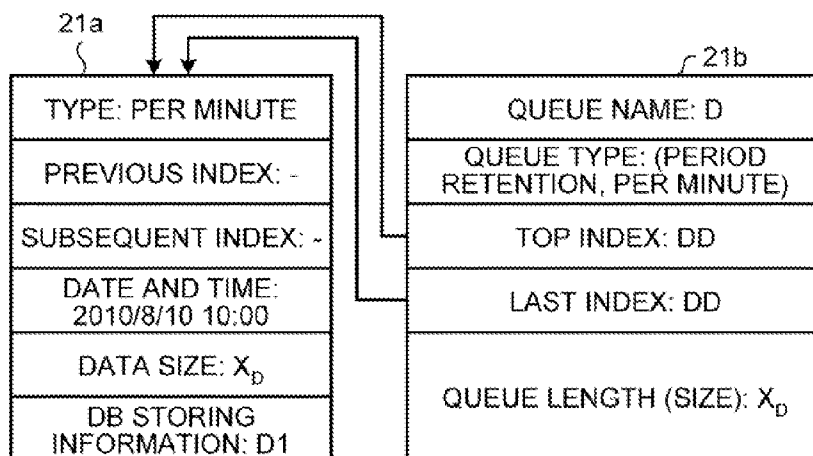 21a
TYPE: PER MINUTE
PREVIOUS INDEX: -
SUBSEQUENT INDEX: -
DATE AND TIME:
2010/8/10 10:00
DATA SIZE: X_D
DB STORING
INFORMATION: D1
21b
QUEUE NAME: D
QUEUE TYPE: (PERIOD
RETENTION, PER MINUTE)
TOP INDEX: DD
LAST INDEX: DD
QUEUE LENGTH (SIZE): X_D